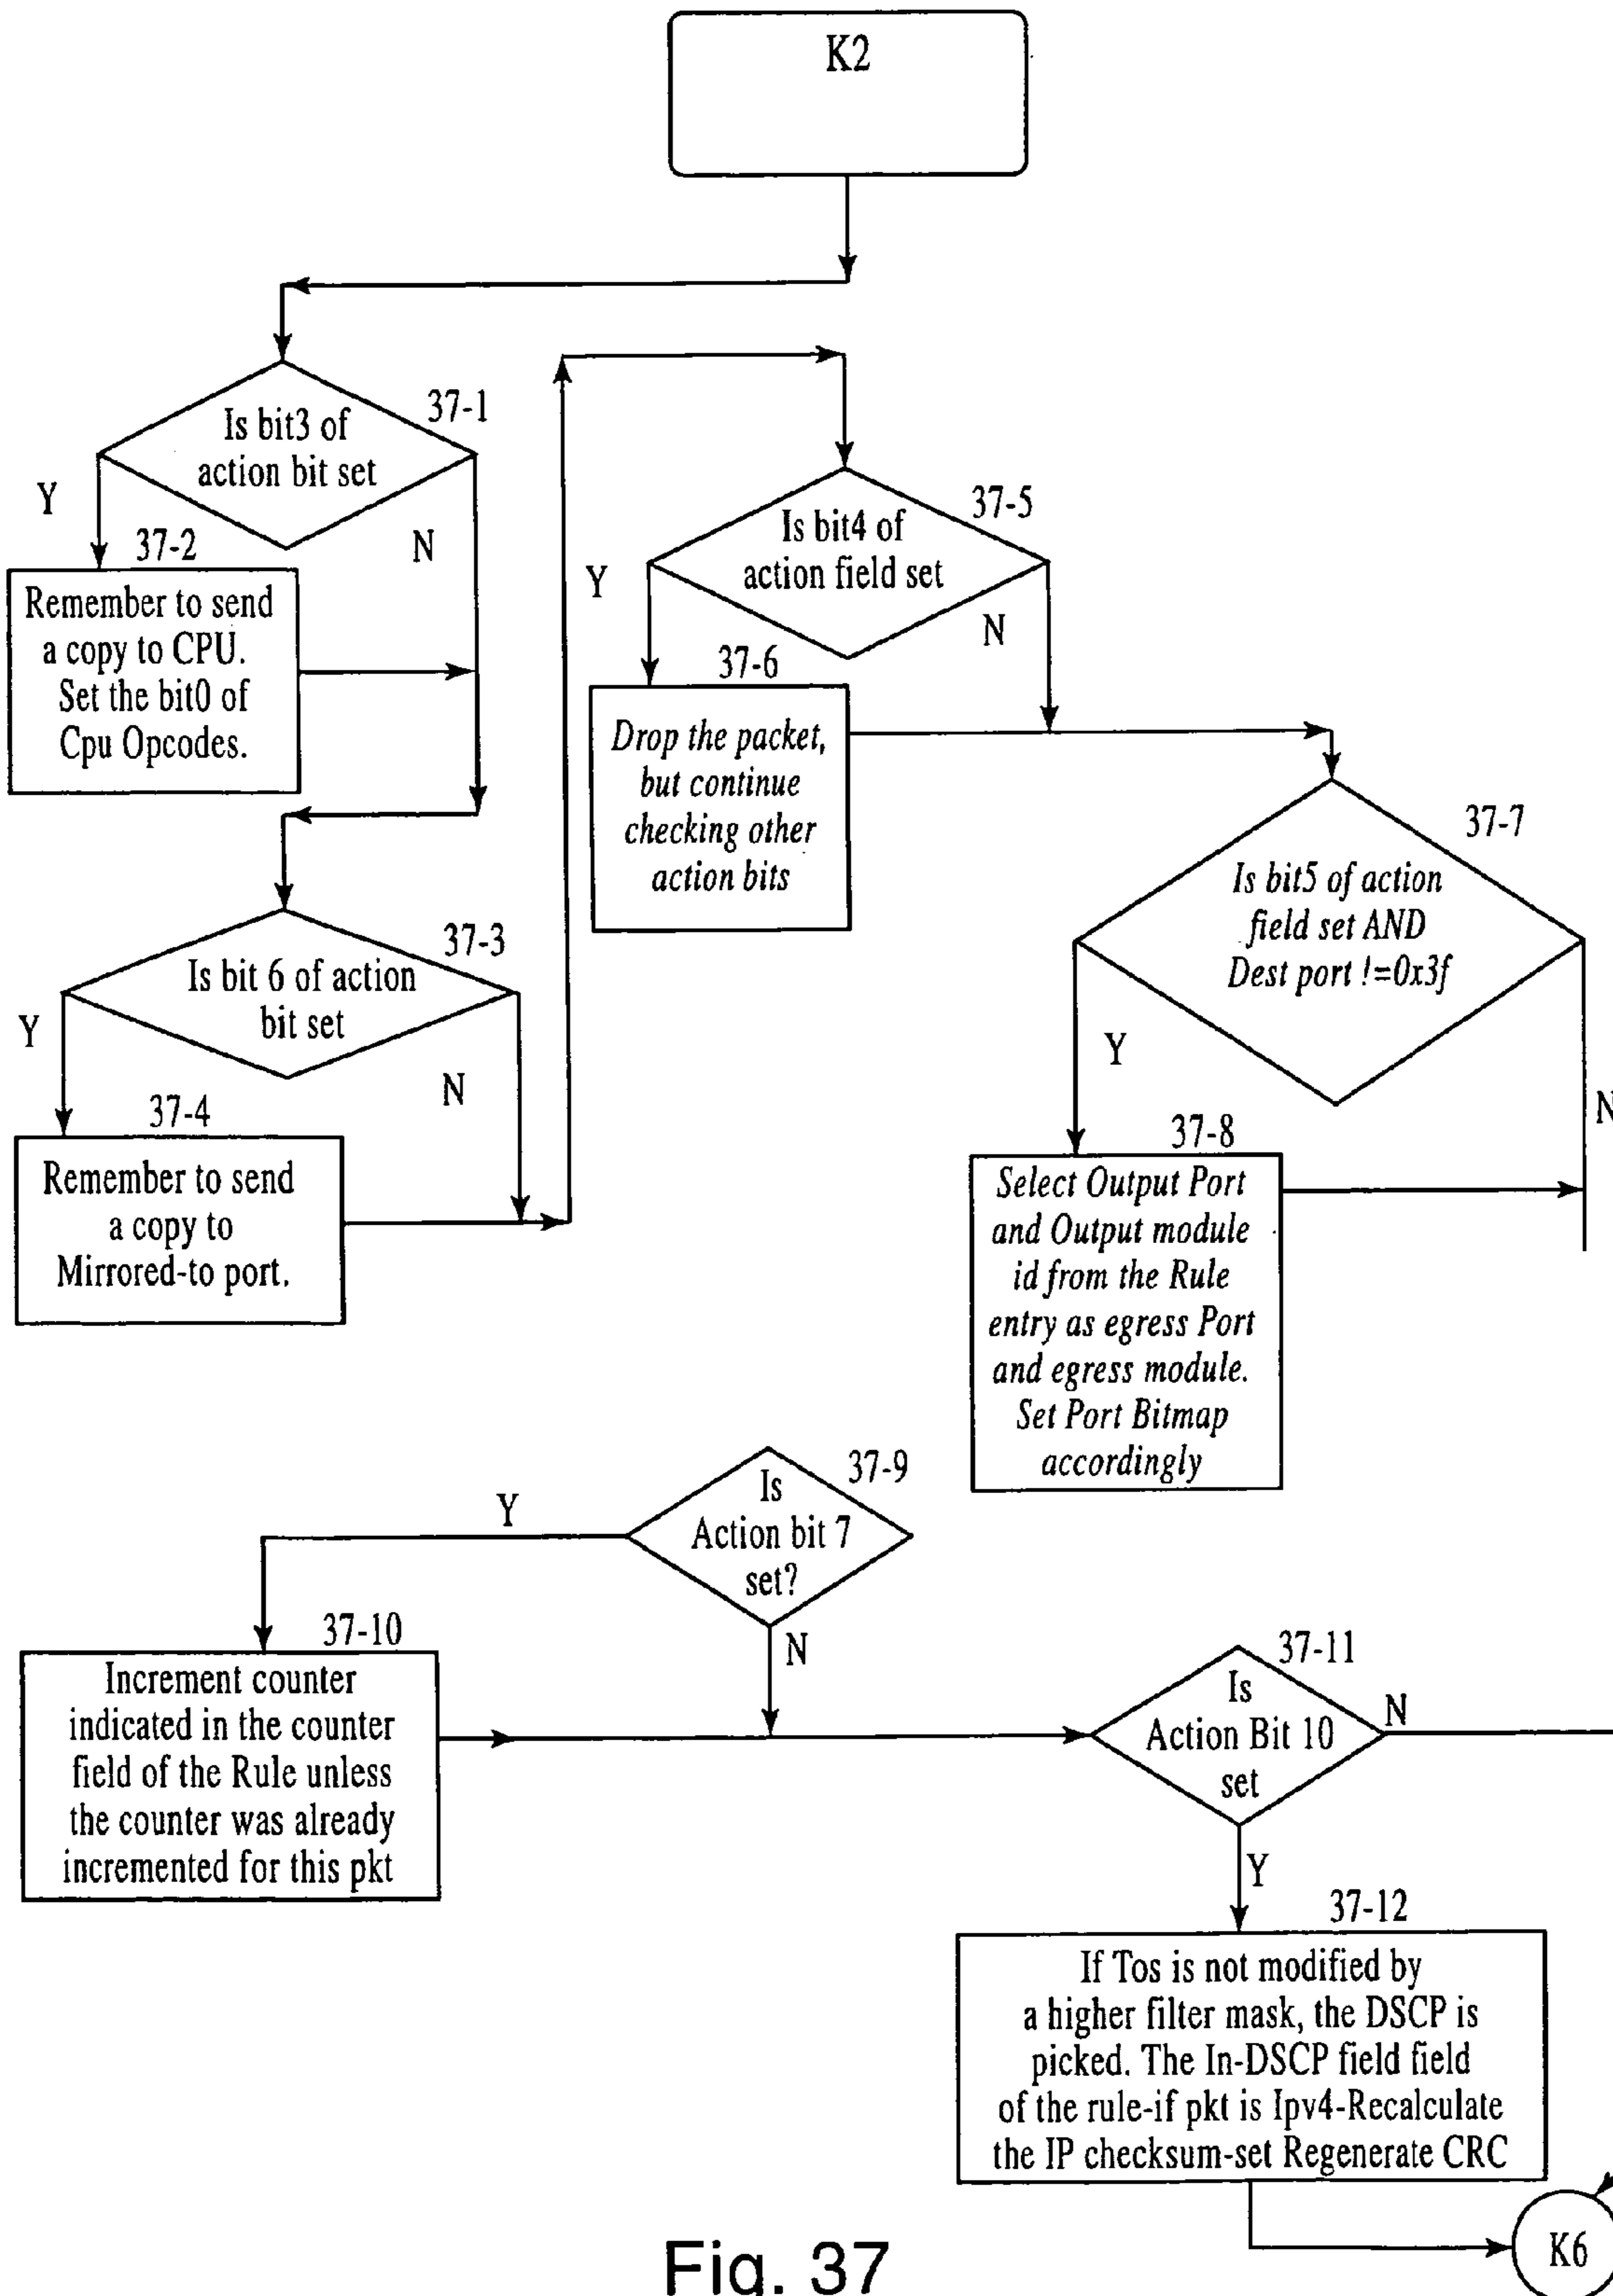 K2
37-1
Is bit3 of
action bit set
Y
N
37-2
Remember to send
a copy to CPU.
Set the bit0 of
Cpu Opcodes.
37-3
Is bit 6 of action
bit set
Y
N
37-4
Remember to send
a copy to
Mirrored-to port.
37-5
Is bit4 of
action field set
Y
N
37-6
Drop the packet,
but continue
checking other
action bits
37-7
Is bit5 of action
field set AND
Dest port !=0x3f
Y
N
37-8
Select Output Port
and Output module
id from the Rule
entry as egress Port
and egress module.
Set Port Bitmap
accordingly
37-9
Is
Action bit 7
set?
Y
N
37-10
Increment counter
indicated in the counter
field of the Rule unless
the counter was already
incremented for this pkt
37-11
Is
Action Bit 10
set
N
Y
37-12
If Tos is not modified by
a higher filter mask, the DSCP is
picked. The In-DSCP field field
of the rule-if pkt is Ipv4-Recalculate
the IP checksum-set Regenerate CRC
K6
Fig. 37